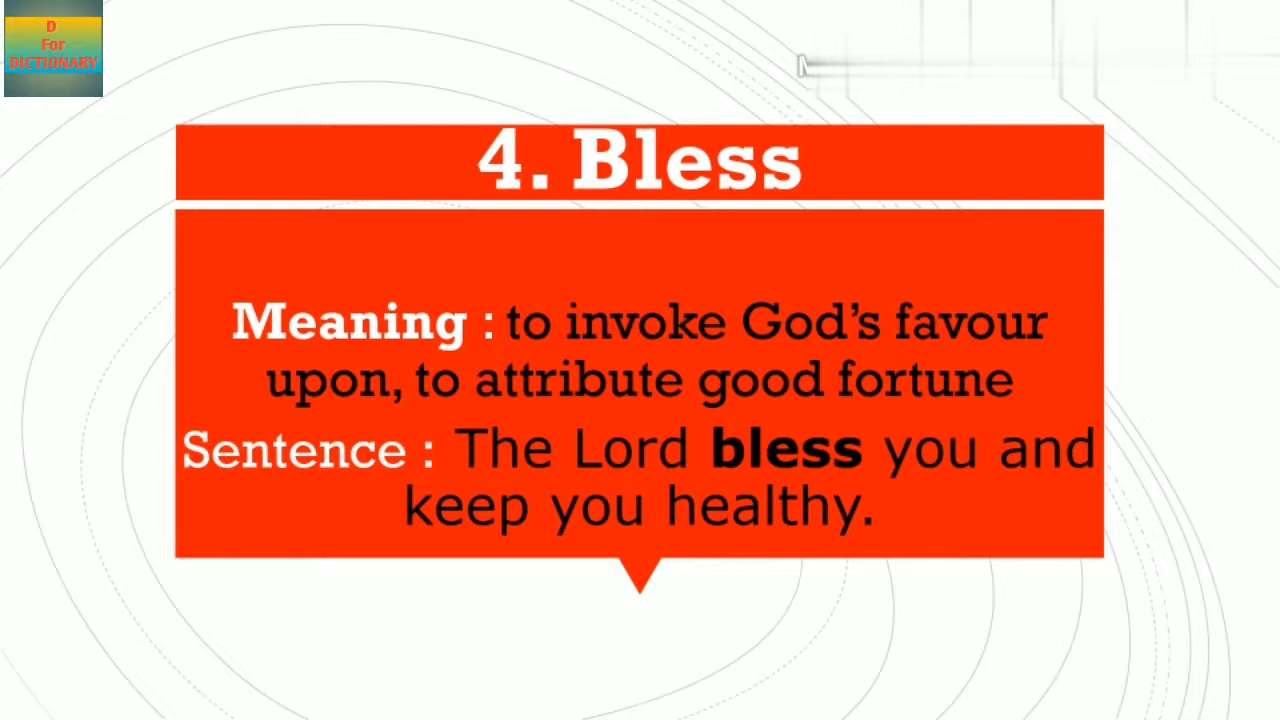 D
For
DICTIONARY
4. Bless
Meaning : to invoke God's favour
upon, to attribute good fortune
Sentence : The Lord bless you and
keep you healthy.